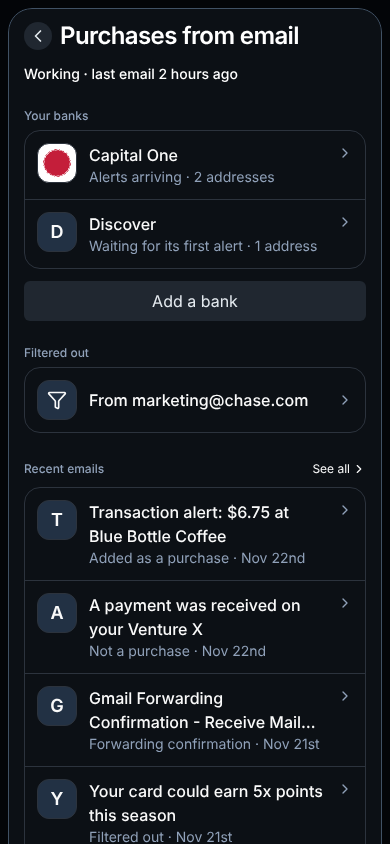 Purchases from email
Working · last email 2 hours ago
Your banks
Capital One
Alerts arriving · 2 addresses
D
Discover
Waiting for its first alert · 1 address
Add a bank
Filtered out
From marketing@chase.com
Recent emails
See all
T
Transaction alert: $6.75 at
Blue Bottle Coffee
Added as a purchase · Nov 22nd
A
A payment was received on
your Venture X
Not a purchase · Nov 22nd
G
Gmail Forwarding
Confirmation - Receive Mail...
Forwarding confirmation · Nov 21st
Y
Your card could earn 5x points
this season
Filtered out · Nov 21st